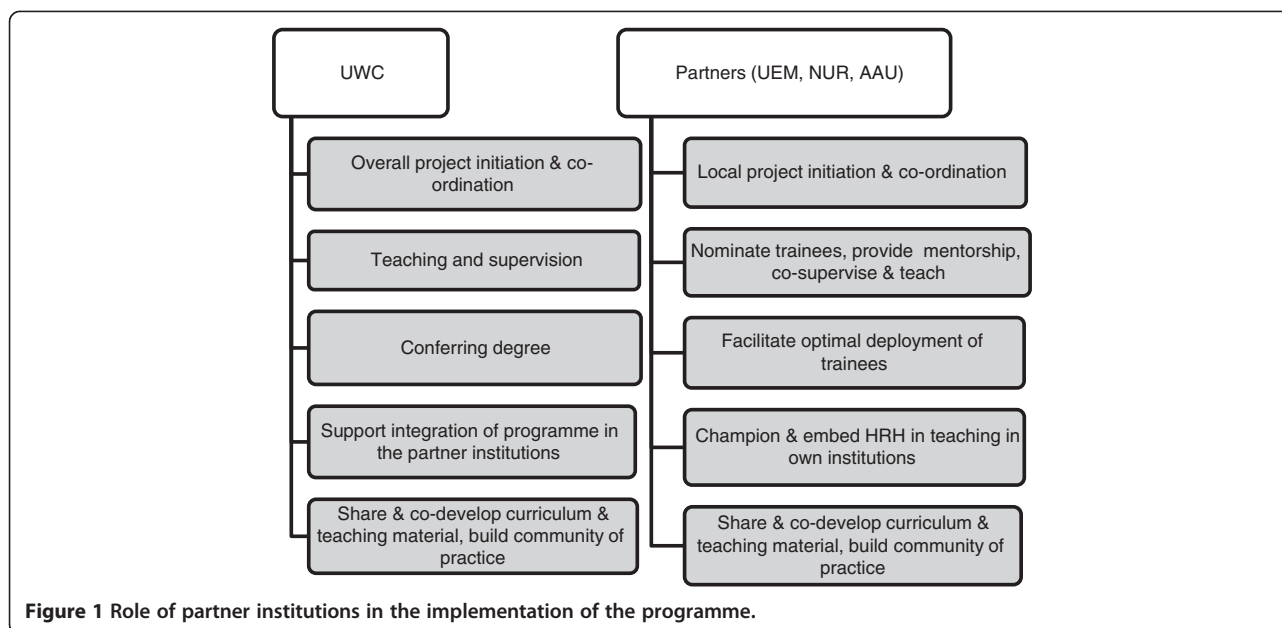 UWC
Overall project initiation & co-
ordination
Teaching and supervision
Conferring degree
Support integration of programme in
the partner institutions
Share & co-develop curriculum &
teaching material, build community of
practice
Partners (UEM, NUR, AAU)
Local project initiation & co-ordination
Nominate trainees, provide mentorship,
co-supervise & teach
Facilitate optimal deployment of
trainees
Champion & embed HRH in teaching in
own institutions
Share & co-develop curriculum &
teaching material, build community of
practice
Figure 1 Role of partner institutions in the implementation of the programme.